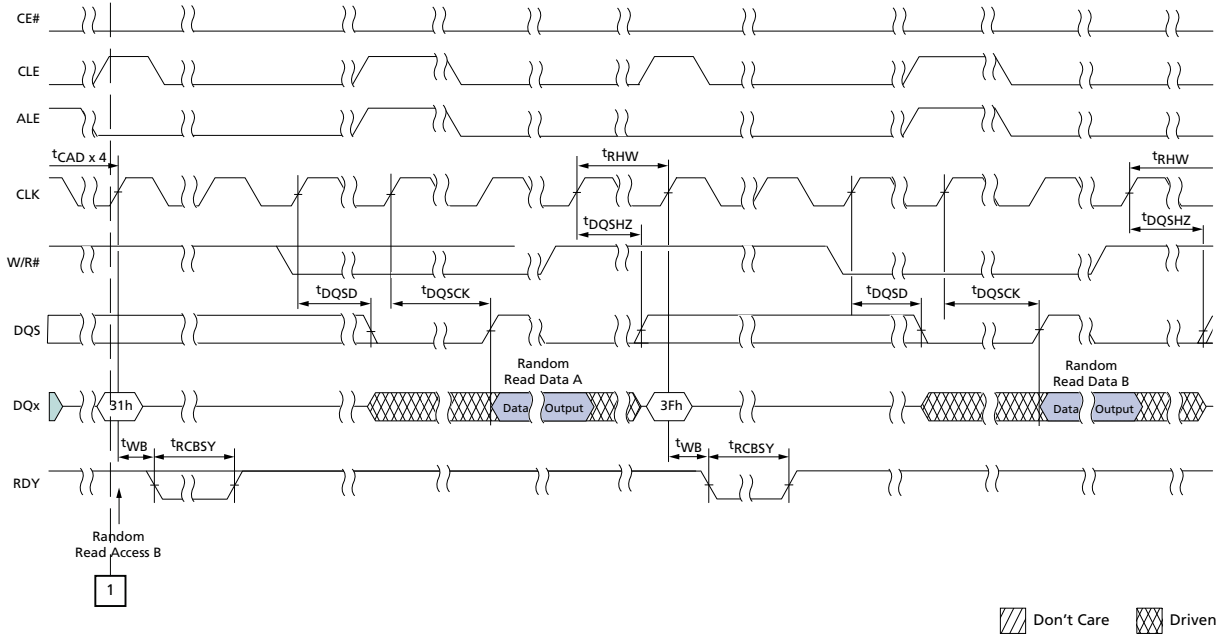 CE#
CLE
ALE
tCAD x 4
tRHW
tRHW
CLK
tDQSHZ
tDQSHZ
W/R#
tDQSD
tDQSCK
tDQSD
tDQSCK
DQS
Random
Read Data A
Random
Read Data B
DQx
31h
Data Output
3Fh
Data Output
tWB
tRCBSY
tWB
tRCBSY
RDY
Random
Read Access B
1
Don't Care
Driven